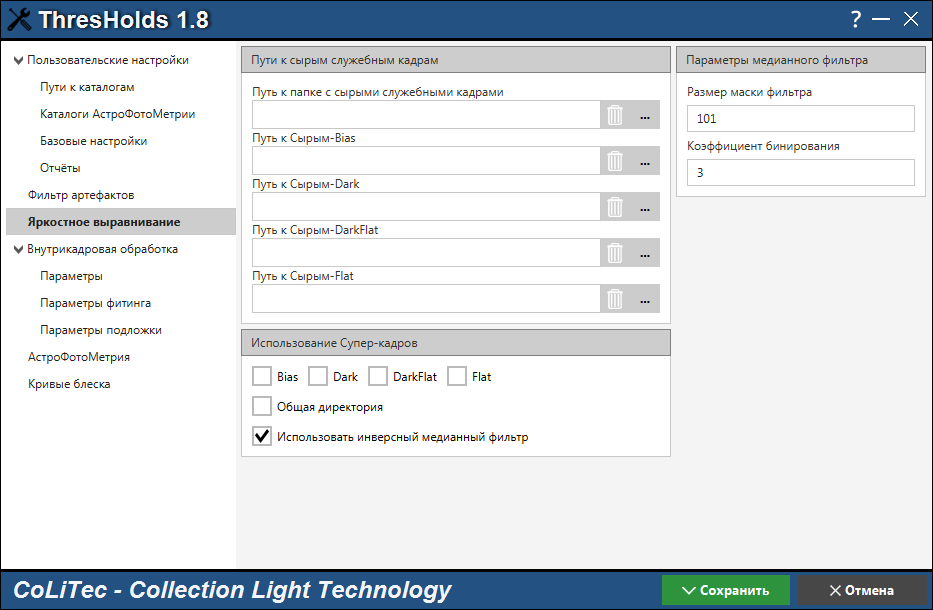 ThresHolds 1.8
?
Пользовательские настройки
Пути к каталогам
Каталоги АстроФотоМетрии
Базовые настройки
Отчёты
Фильтр артефактов
Яркостное выравнивание
Внутрикадровая обработка
Параметры
Параметры фитинга
Параметры подложки
АстроФотоМетрия
Кривые блеска
Пути к сырым служебным кадрам
Путь к папке с сырыми служебными кадрами
...
Путь к Сырым-Bias
...
Путь к Сырым-Dark
...
Путь к Сырым-DarkFlat
...
Путь к Сырым-Flat
...
Использование Супер-кадров
Bias Dark DarkFlat Flat
Общая директория
Использовать инверсный медианный фильтр
Параметры медианного фильтра
Размер маски фильтра
101
Коэффициент бинирования
3
CoLiTec - Collection Light Technology
Сохранить
Отмена